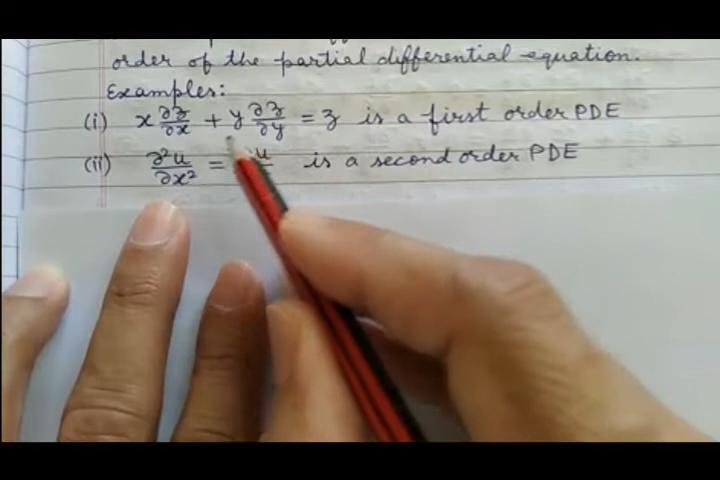 order of the partial differential equation.
Examples:
(i) x ∂z/∂x + y ∂z/∂y = z is a first order PDE
(ii) ∂²u/∂x² = u is a second order PDE